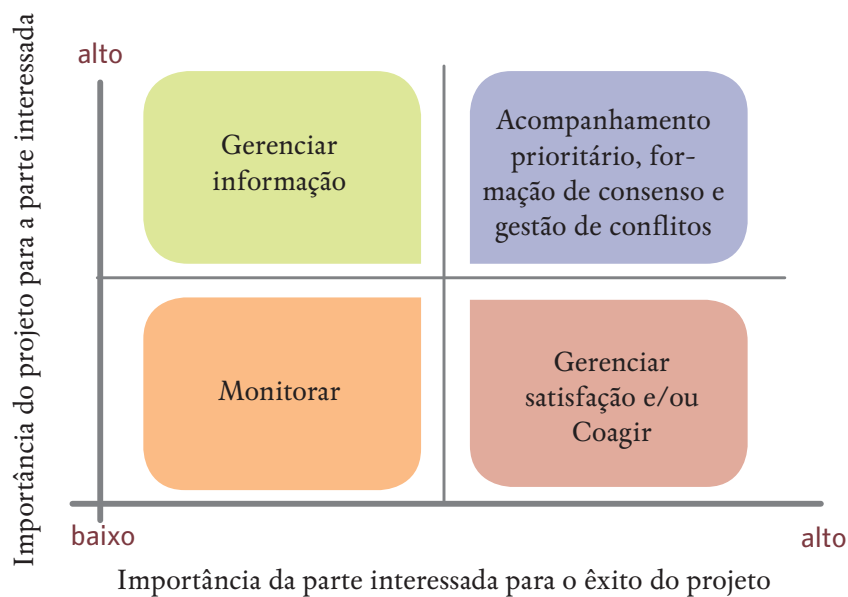 Importância do projeto para a parte interessada
alto
Gerenciar
informação
Acompanhamento
prioritário, for-
mação de consenso e
gestão de conflitos
Monitorar
Gerenciar
satisfação e/ou
Coagir
baixo
alto
Importância da parte interessada para o êxito do projeto